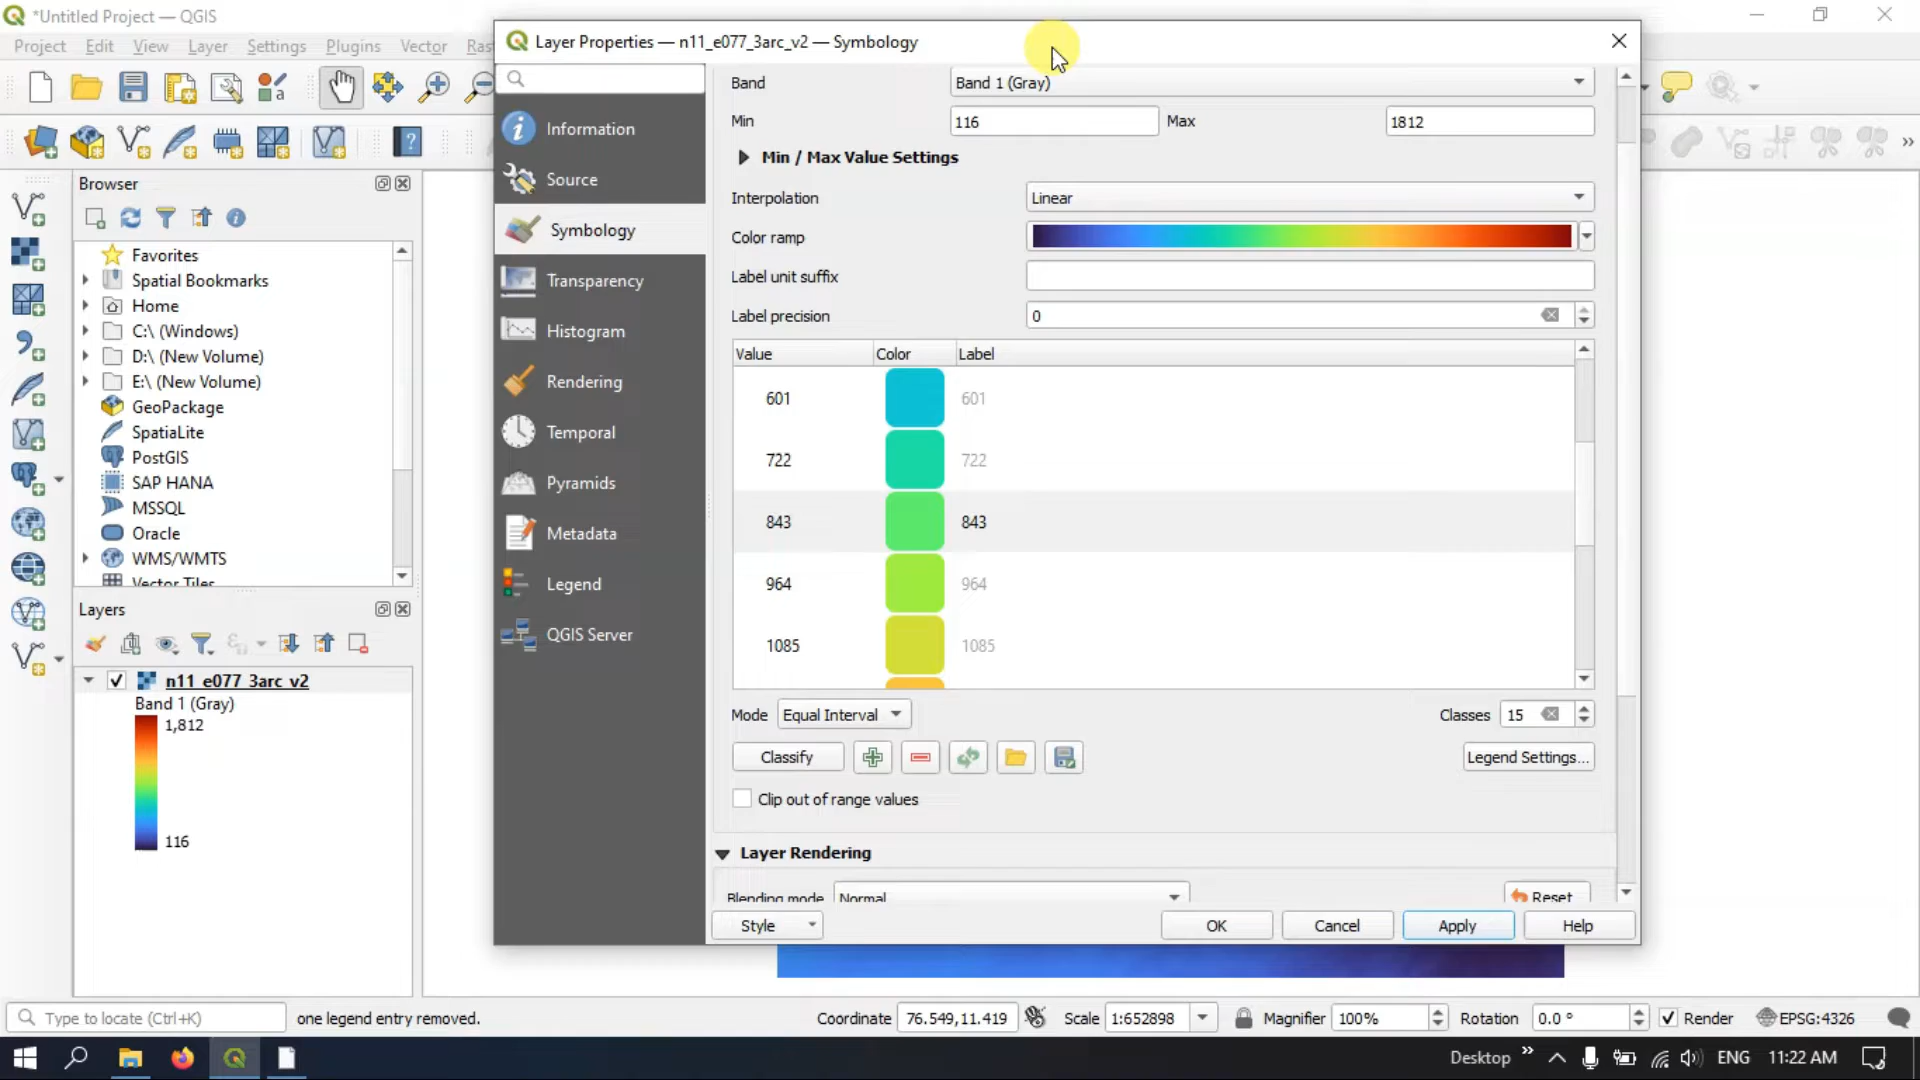 *Untitled Project — QGIS
Project Edit View Layer Settings Plugins Vector Ras
Browser
Favorites
Spatial Bookmarks
Home
C:\ (Windows)
D:\ (New Volume)
E:\ (New Volume)
GeoPackage
SpatiaLite
PostGIS
SAP HANA
MSSQL
Oracle
WMS/WMTS
Vector Tiles
Layers
n11_e077_3arc_v2
Band 1 (Gray)
1,812
116
Layer Properties — n11_e077_3arc_v2 — Symbology
Information
Source
Symbology
Transparency
Histogram
Rendering
Temporal
Pyramids
Metadata
Legend
QGIS Server
Band Band 1 (Gray)
Min 116 Max 1812
Min / Max Value Settings
Interpolation Linear
Color ramp
Label unit suffix
Label precision 0
Value Color Label
601 601
722 722
843 843
964 964
1085 1085
Mode Equal Interval Classes 15
Classify Legend Settings...
Clip out of range values
Layer Rendering
Blending mode Normal Reset
Style OK Cancel Apply Help
Type to locate (Ctrl+K) one legend entry removed. Coordinate 76.549,11.419 Scale 1:652898 Magnifier 100% Rotation 0.0 ° Render EPSG:4326
Desktop ENG 11:22 AM